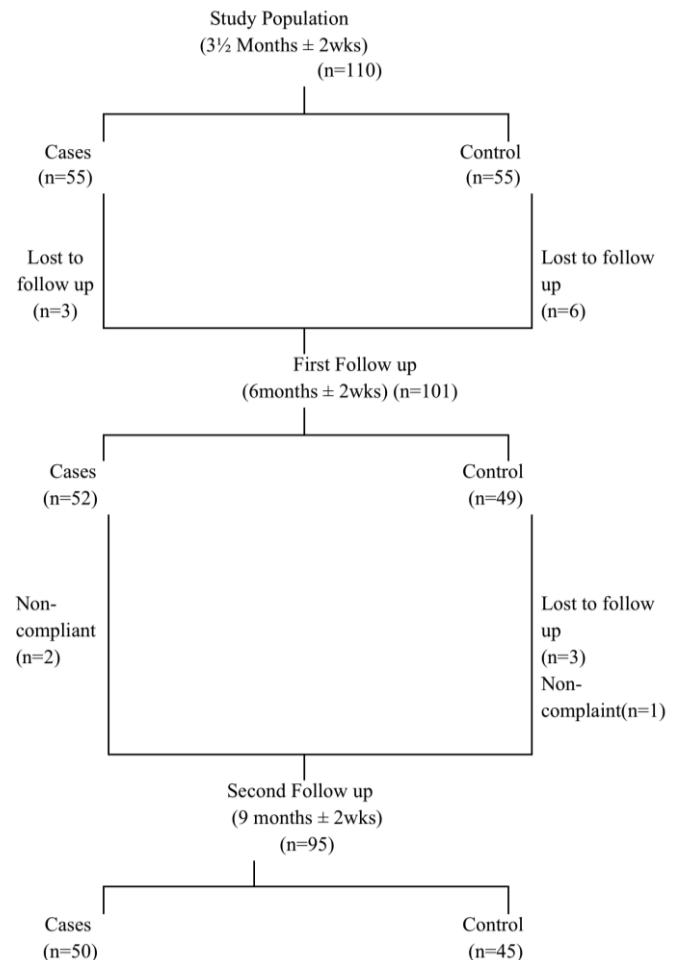 Study Population
(3½ Months ± 2wks)
(n=110)
Cases
(n=55)
Control
(n=55)
Lost to
follow up
(n=3)
Lost to follow
up
(n=6)
First Follow up
(6months ± 2wks) (n=101)
Cases
(n=52)
Control
(n=49)
Non-
compliant
(n=2)
Lost to follow
up
(n=3)
Non-
complaint(n=1)
Second Follow up
(9 months ± 2wks)
(n=95)
Cases
(n=50)
Control
(n=45)